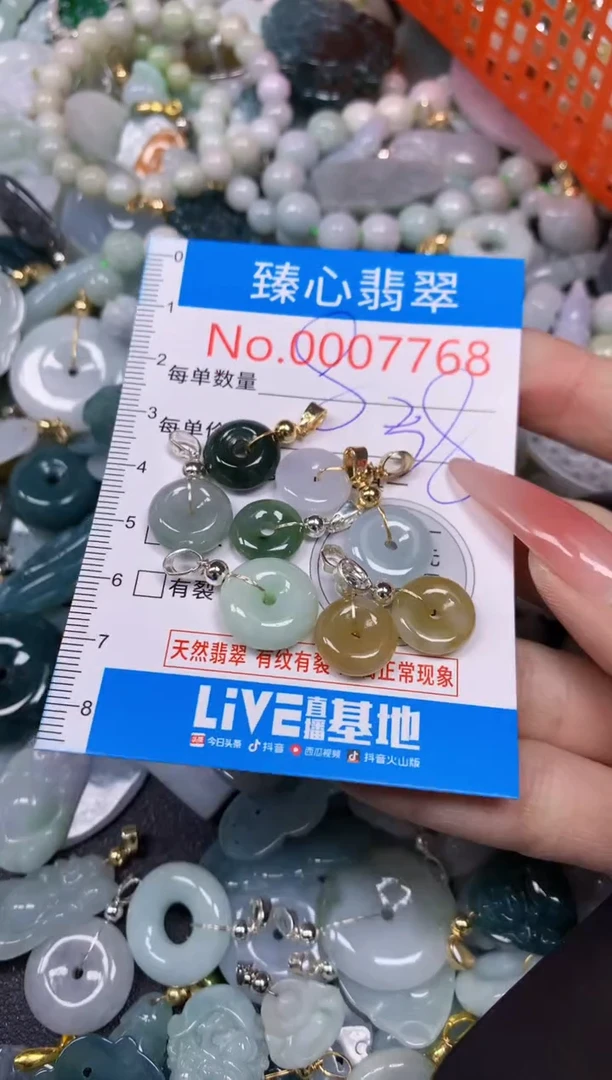 臻心翡翠
No.0007768
每单数量 8
每单价
258
有裂
元
天然翡翠 有纹有裂 正常现象
LiVE直播基地
今日头条 抖音 西瓜视频 抖音火山版
0
1
2
3
4
5
6
7
8